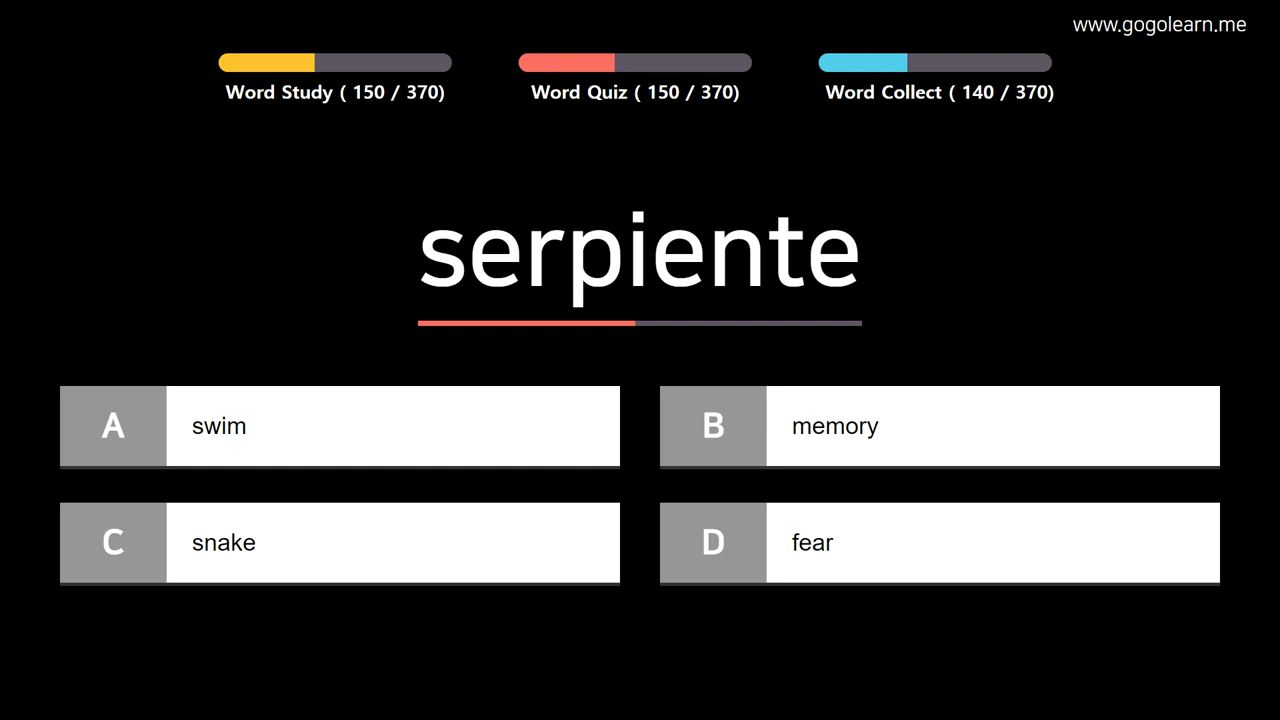 www.gogolearn.me
Word Study ( 150 / 370)
Word Quiz ( 150 / 370)
Word Collect ( 140 / 370)
serpiente
A swim
B memory
C snake
D fear